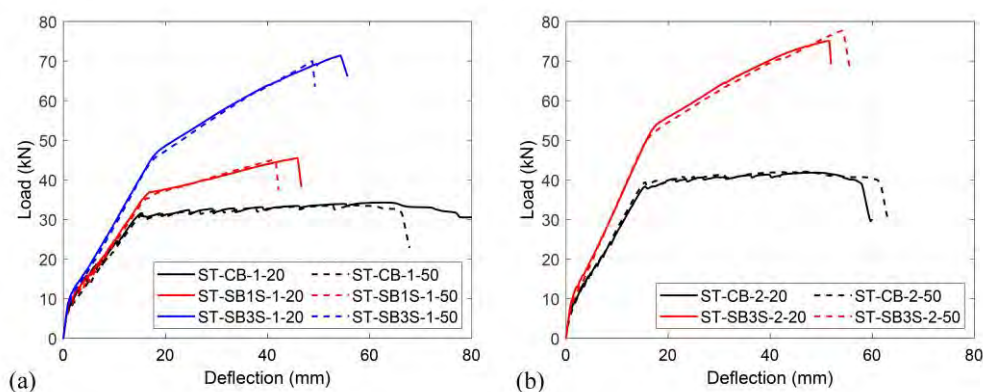 80
70
60
50
40
30
20
10
0
Load (kN)
ST-CB-1-20 ST-CB-1-50
ST-SB1S-1-20 ST-SB1S-1-50
ST-SB3S-1-20 ST-SB3S-1-50
0 20 40 60 80
Deflection (mm)
(a)
80
70
60
50
40
30
20
10
0
Load (kN)
ST-CB-2-20 ST-CB-2-50
ST-SB3S-2-20 ST-SB3S-2-50
0 20 40 60 80
Deflection (mm)
(b)